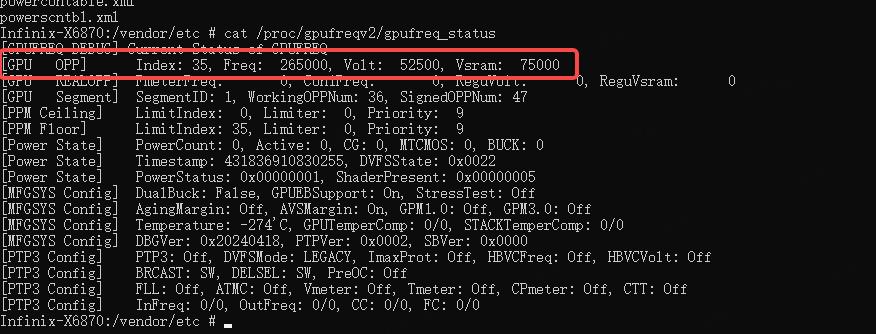 powercontable.xml
powerscntbl.xml
Infinix-X6870:/vendor/etc # cat /proc/gpufreqv2/gpufreq_status
[GPUFREQ-DEBUG] Current Status of GPUFREQ
[GPU   OPP]      Index: 35, Freq:  265000, Volt:  52500, Vsram:  75000
[GPU   REALOPP] PmeterFreq:       0, ConFreq:       0, ReguVolt:       0, ReguVsram:       0
[GPU   Segment]  SegmentID: 1, WorkingOPPNum: 36, SignedOPPNum: 47
[PPM Ceiling]    LimitIndex:  0, Limiter:  0, Priority:  9
[PPM Floor]      LimitIndex: 35, Limiter:  0, Priority:  9
[Power State]    PowerCount: 0, Active: 0, CG: 0, MTCMOS: 0, BUCK: 0
[Power State]    Timestamp: 431836910830255, DVFSState: 0x0022
[Power State]    PowerStatus: 0x00000001, ShaderPresent: 0x00000005
[MFGSYS Config]  DualBuck: False, GPUEBSupport: On, StressTest: Off
[MFGSYS Config]  AgingMargin: Off, AVSMargin: On, GPM1.0: Off, GPM3.0: Off
[MFGSYS Config]  Temperature: -274'C, GPUTemperComp: 0/0, STACKTemperComp: 0/0
[MFGSYS Config]  DBGVer: 0x20240418, PTPVer: 0x0002, SBVer: 0x0000
[PTP3 Config]    PTP3: Off, DVFSMode: LEGACY, ImaxProt: Off, HBVCFreq: Off, HBVCVolt: Off
[PTP3 Config]    BRCAST: SW, DELSEL: SW, PreOC: Off
[PTP3 Config]    FLL: Off, ATMC: Off, Vmeter: Off, Tmeter: Off, CPmeter: Off, CTT: Off
[PTP3 Config]    InFreq: 0/0, OutFreq: 0/0, CC: 0/0, FC: 0/0
Infinix-X6870:/vendor/etc #